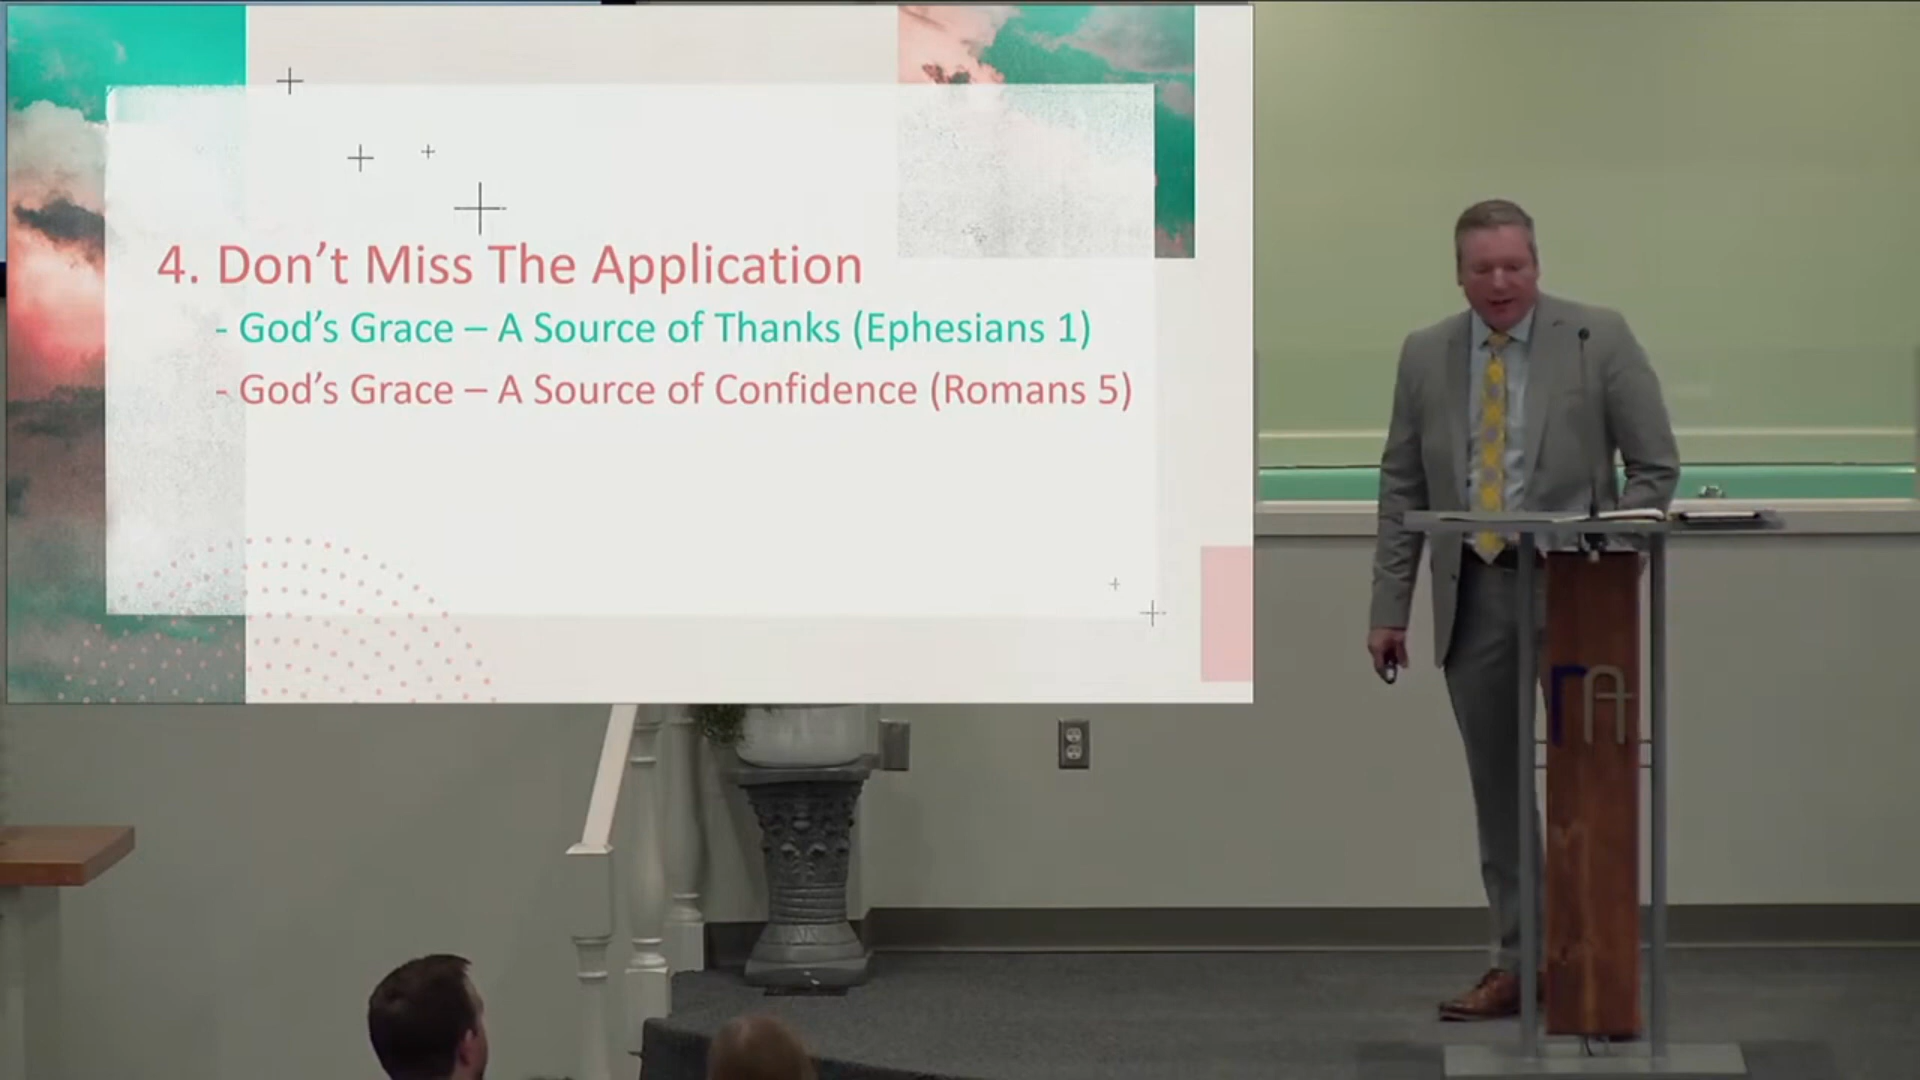 4. Don't Miss The Application
- God's Grace – A Source of Thanks (Ephesians 1)
- God's Grace – A Source of Confidence (Romans 5)
rA